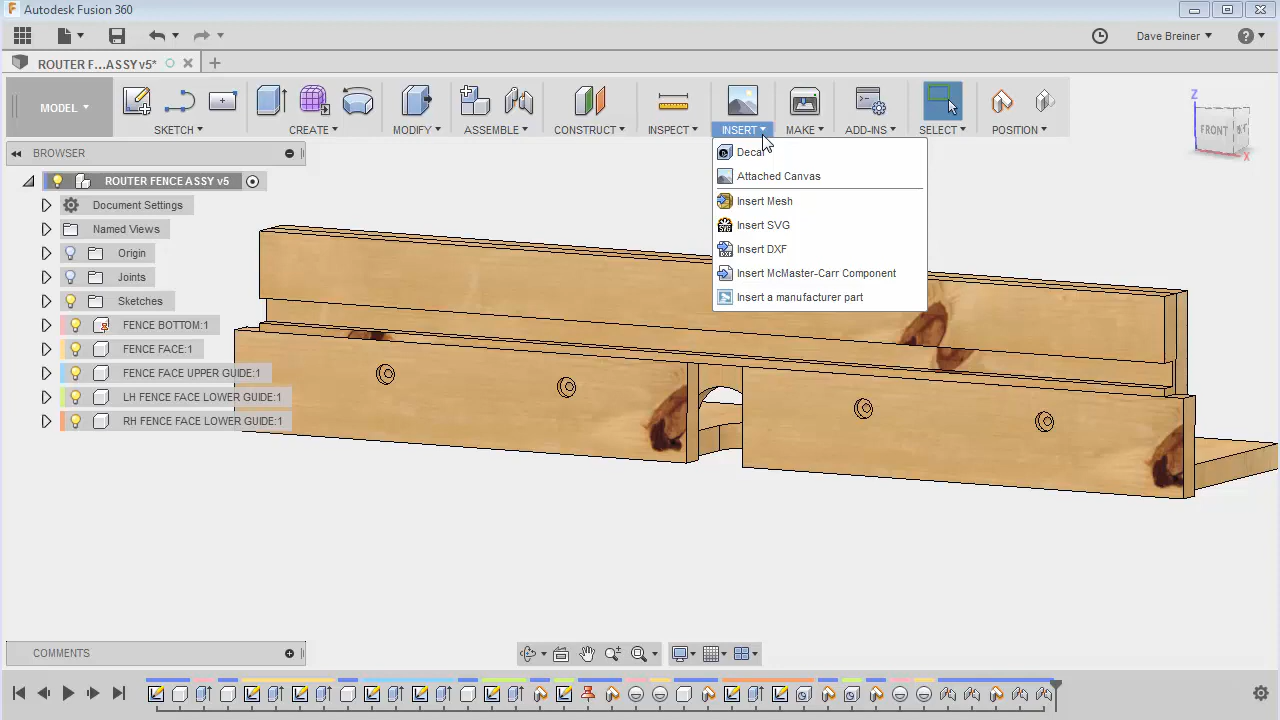 Autodesk Fusion 360
Dave Breiner
ROUTER F...ASSY v5*
MODEL
SKETCH
CREATE
MODIFY
ASSEMBLE
CONSTRUCT
INSPECT
INSERT
MAKE
ADD-INS
SELECT
POSITION
Z
FRONT
X
BROWSER
Decal
Attached Canvas
Insert Mesh
Insert SVG
Insert DXF
Insert McMaster-Carr Component
Insert a manufacturer part
ROUTER FENCE ASSY v5
Document Settings
Named Views
Origin
Joints
Sketches
FENCE BOTTOM:1
FENCE FACE:1
FENCE FACE UPPER GUIDE:1
LH FENCE FACE LOWER GUIDE:1
RH FENCE FACE LOWER GUIDE:1
COMMENTS